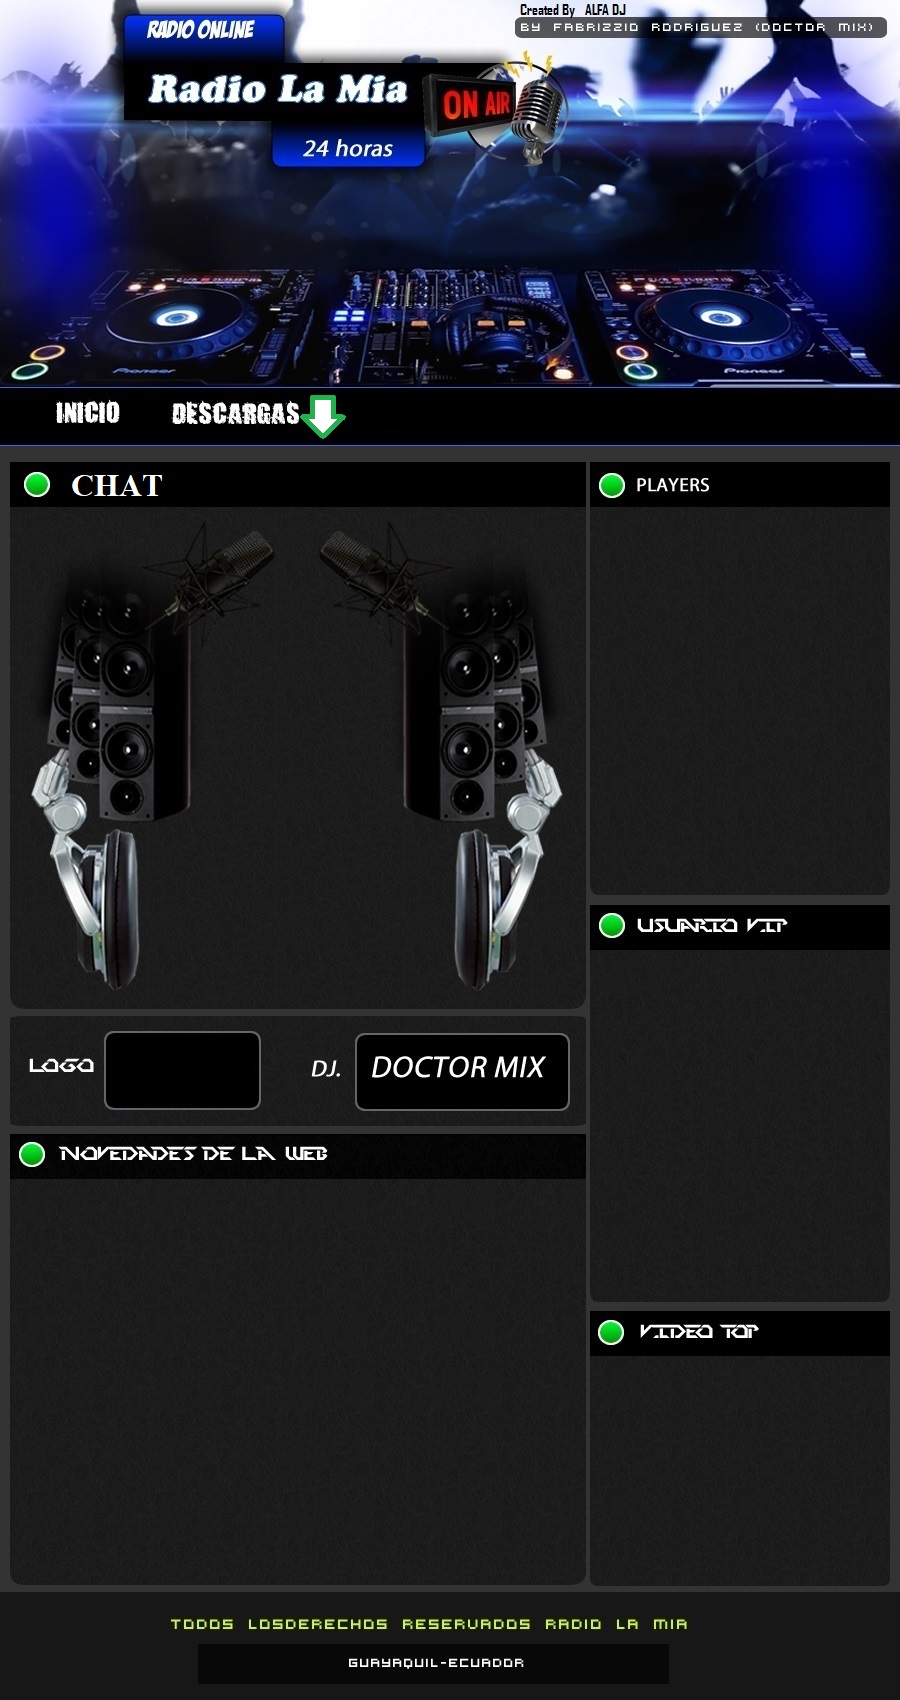 Created By ALFA DJ
BY FABRIZZIO RODRIGUEZ (DOCTOR MIX)
RADIO ONLINE
Radio La Mia
ON AIR
24 horas
Pioneer
Pioneer
INICIO DESCARGAS
CHAT
PLAYERS
USUARIO VIP
LOGO
DJ. DOCTOR MIX
NOVEDADES DE LA WEB
VIDEO TOP
TODOS LOSDERECHOS RESERVADOS RADIO LA MIA
GUAYAQUIL-ECUADOR